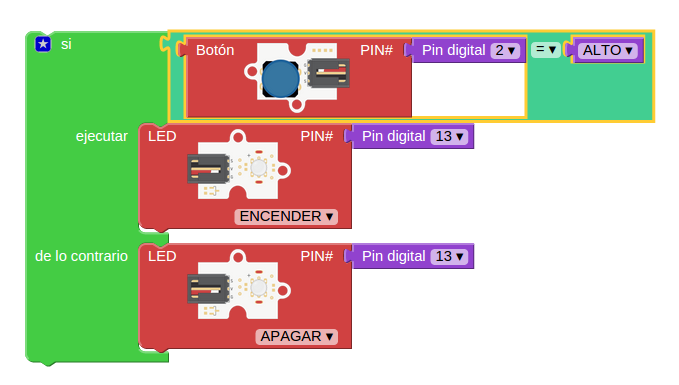 si Botón PIN# Pin digital 2 ▾ = ▾ ALTO ▾
ejecutar LED PIN# Pin digital 13 ▾
ENCENDER ▾
de lo contrario LED PIN# Pin digital 13 ▾
APAGAR ▾